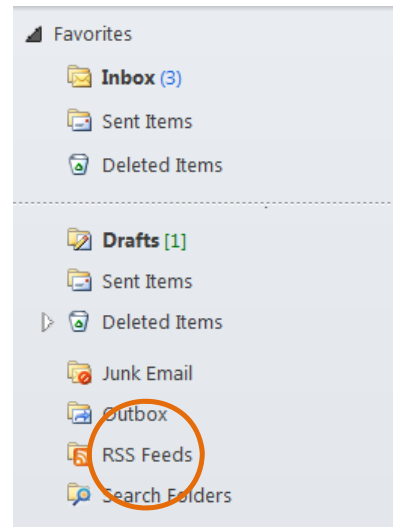 Favorites
Inbox (3)
Sent Items
Deleted Items
Drafts [1]
Sent Items
Deleted Items
Junk Email
Outbox
RSS Feeds
Search Folders